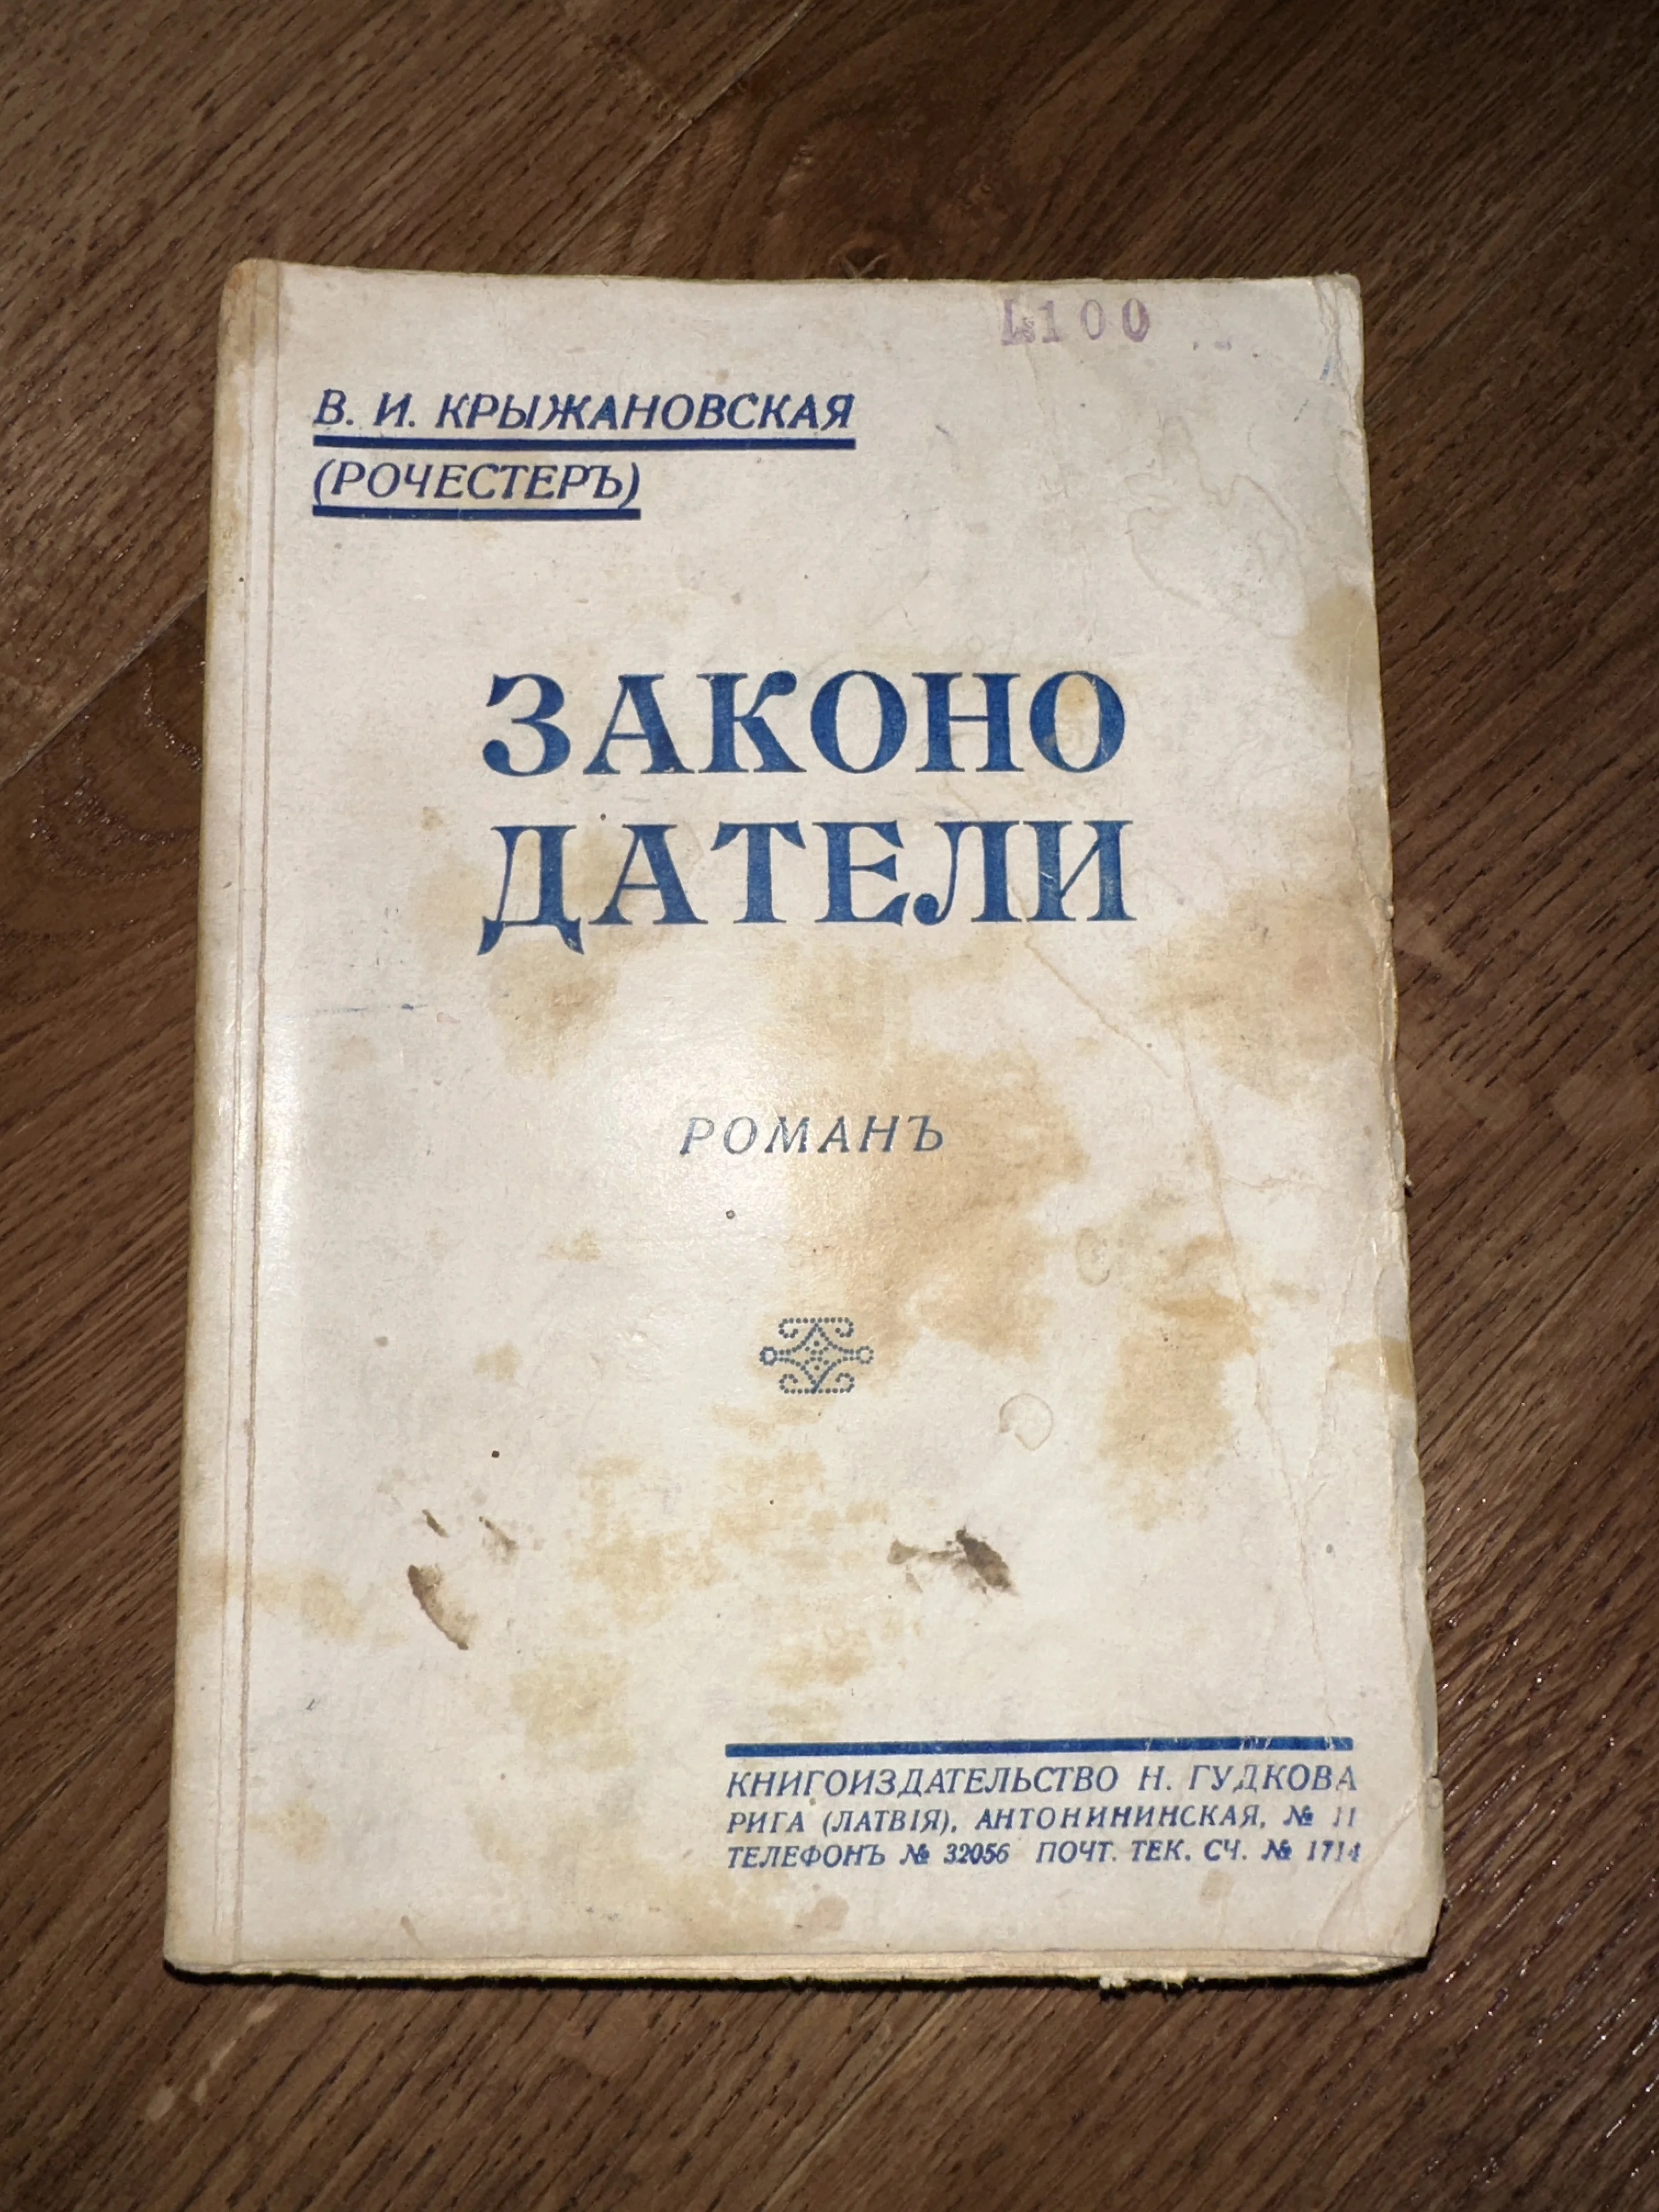 Ls100
В. И. КРЫЖАНОВСКАЯ
(РОЧЕСТЕРЪ)
ЗАКОНО
ДАТЕЛИ
РОМАНЪ
КНИГОИЗДАТЕЛЬСТВО Н. ГУДКОВА
РИГА (ЛАТВІЯ), АНТОНИНИНСКАЯ, № 11
ТЕЛЕФОНЪ № 32056 ПОЧТ. ТЕК. СЧ. № 1714